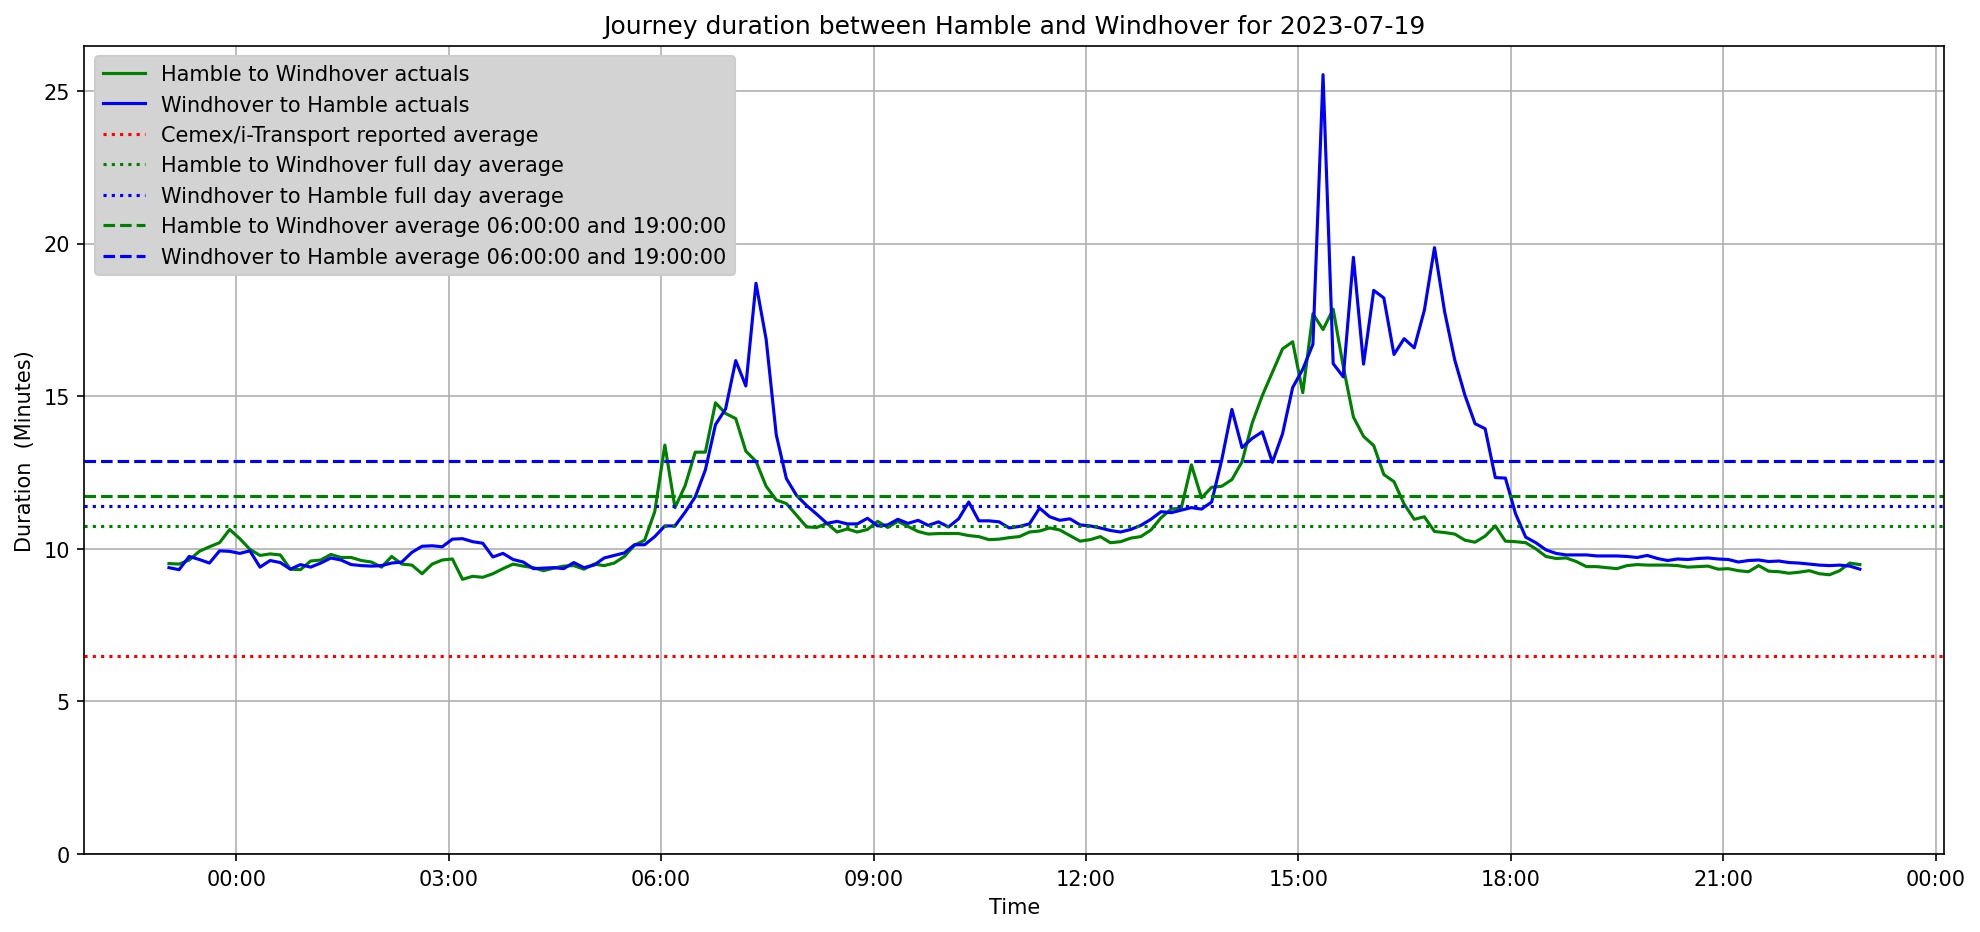 Journey duration between Hamble and Windhover for 2023-07-19
Hamble to Windhover actuals
Windhover to Hamble actuals
Cemex/i-Transport reported average
Hamble to Windhover full day average
Windhover to Hamble full day average
Hamble to Windhover average 06:00:00 and 19:00:00
Windhover to Hamble average 06:00:00 and 19:00:00
25
20
15
10
5
0
Duration  (Minutes)
00:00 03:00 06:00 09:00 12:00 15:00 18:00 21:00 00:00
Time